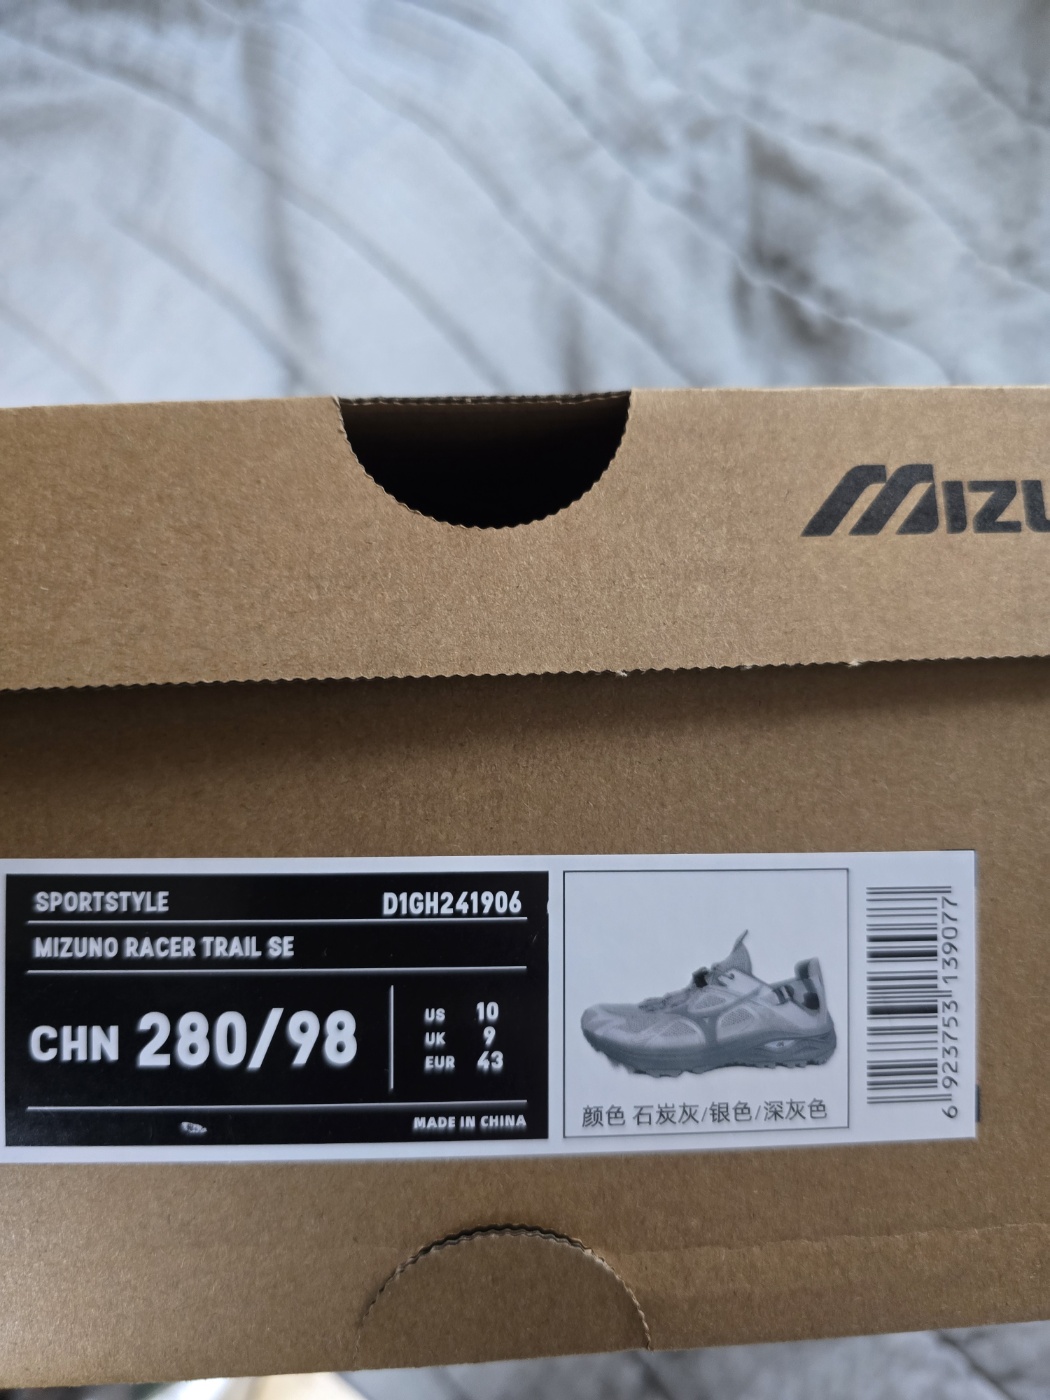 MIZU
SPORTSTYLE D1GH241906
MIZUNO RACER TRAIL SE
CHN 280/98
US 10
UK 9
EUR 43
MADE IN CHINA
颜色 石炭灰/银色/深灰色
6 923753 139077